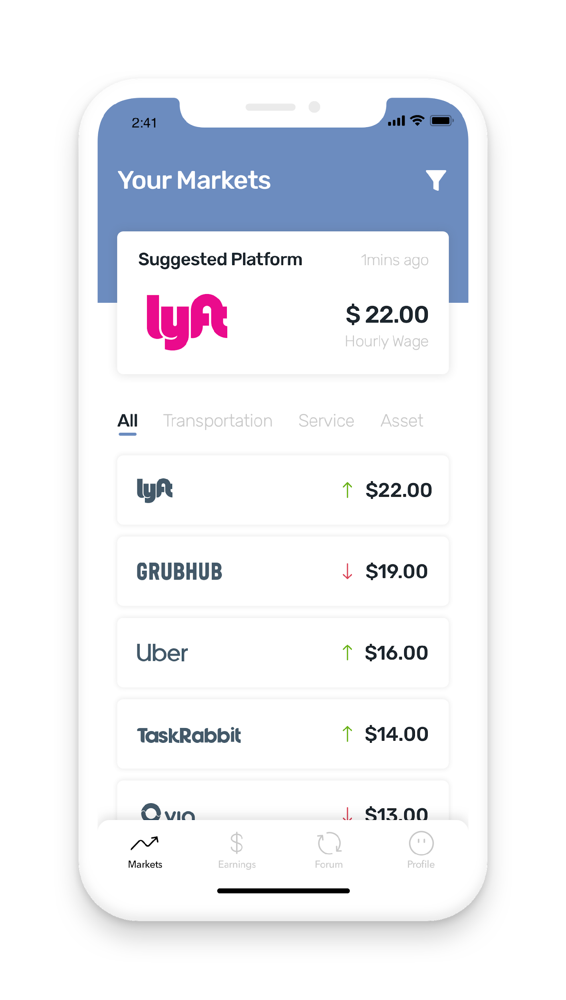 2:41
Your Markets
Suggested Platform 1mins ago
lyft
$ 22.00
Hourly Wage
All Transportation Service Asset
lyft $22.00
GRUBHUB $19.00
Uber $16.00
TaskRabbit $14.00
via $13.00
Markets Earnings Forum Profile